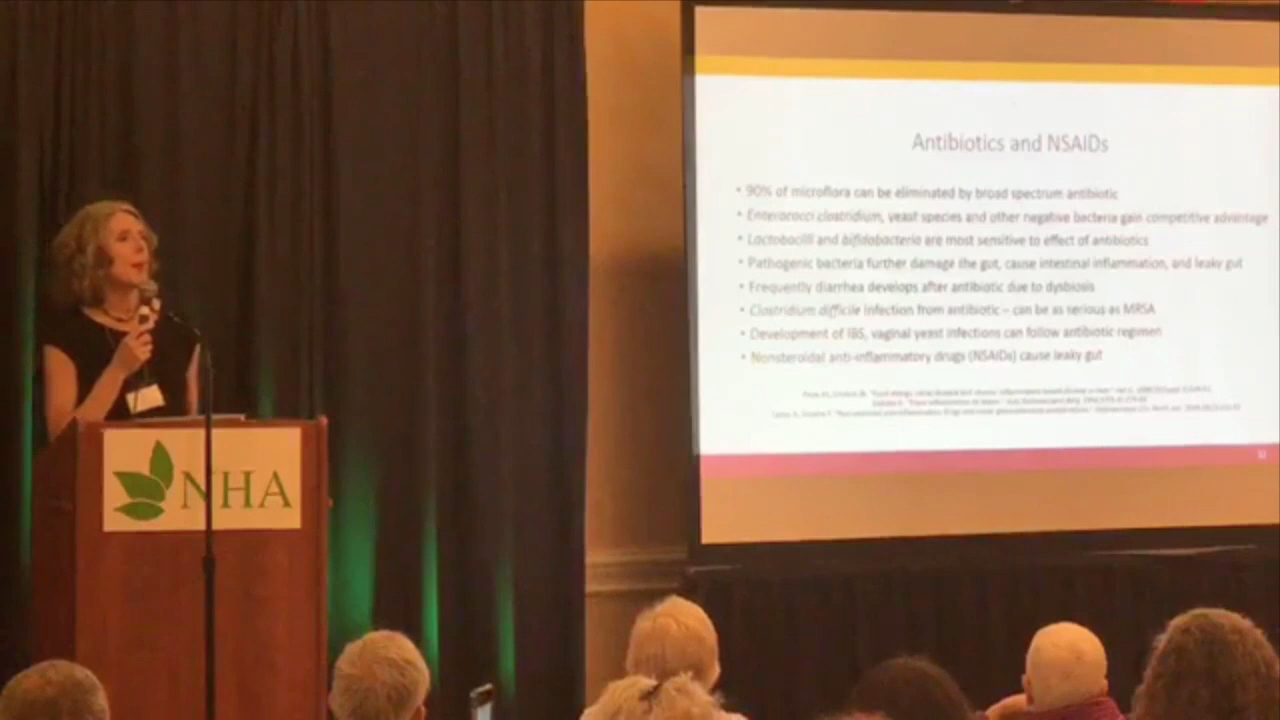 NHA
Antibiotics and NSAIDs
• 90% of microflora can be eliminated by broad spectrum antibiotic
• Enterococci clostridium, yeast species and other negative bacteria gain competitive advantage
• Lactobacilli and bifidobacteria are most sensitive to effect of antibiotics
• Pathogenic bacteria further damage the gut, cause intestinal inflammation, and leaky gut
• Frequently diarrhea develops after antibiotic due to dysbiosis
• Clostridium difficile infection from antibiotic – can be as serious as MRSA
• Development of IBS, vaginal yeast infections can follow antibiotic regimen
• Nonsteroidal anti-inflammatory drugs (NSAIDs) cause leaky gut